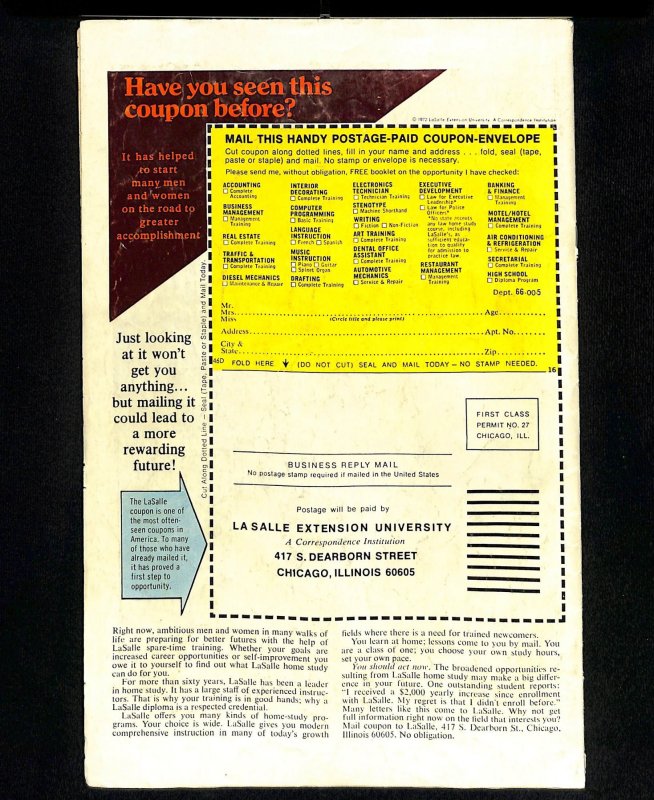 Have you seen this
coupon before?
© 1972 LaSalle Extension University A Correspondence Institution
It has helped
to start
many men
and women
on the road to
greater
accomplishment
MAIL THIS HANDY POSTAGE-PAID COUPON-ENVELOPE
Cut coupon along dotted lines, fill in your name and address . . . fold, seal (tape,
paste or staple) and mail. No stamp or envelope is necessary.
Please send me, without obligation, FREE booklet on the opportunity I have checked:
ACCOUNTING
Complete
Accounting
BUSINESS
MANAGEMENT
Management
Training
REAL ESTATE
Complete Training
TRAFFIC &
TRANSPORTATION
Complete Training
DIESEL MECHANICS
Maintenance & Repair
INTERIOR
DECORATING
Complete Training
COMPUTER
PROGRAMMING
Basic Training
LANGUAGE
INSTRUCTION
French Spanish
MUSIC
INSTRUCTION
Piano Guitar
Spinet Organ
DRAFTING
Complete Training
ELECTRONICS
TECHNICIAN
Technician Training
STENOTYPE
Machine Shorthand
WRITING
Fiction Non-Fiction
ART TRAINING
Complete Training
DENTAL OFFICE
ASSISTANT
Complete Training
AUTOMOTIVE
MECHANICS
Service & Repair
EXECUTIVE
DEVELOPMENT
Law for Executive
Leadership*
Law for Police
Officers*
*No state accepts
any law home study
course, including
LaSalle's, as
sufficient educa-
tion to qualify
for admission to
practice law.
RESTAURANT
MANAGEMENT
Management
Training
BANKING
& FINANCE
Management
Training
MOTEL/HOTEL
MANAGEMENT
Complete Training
AIR CONDITIONING
& REFRIGERATION
Service & Repair
SECRETARIAL
Complete Training
HIGH SCHOOL
Diploma Program
Dept. 66-005
Mr.
Mrs. Age
Miss (Circle title and please print)
Address Apt. No.
City &
State Zip
46D FOLD HERE (DO NOT CUT) SEAL AND MAIL TODAY – NO STAMP NEEDED. 16
Cut Along Dotted Line — Seal (Tape, Paste or Staple) and Mail Today
Just looking
at it won't
get you
anything...
but mailing it
could lead to
a more
rewarding
future!
The LaSalle
coupon is one of
the most often-
seen coupons in
America. To many
of those who have
already mailed it,
it has proved a
first step to
opportunity.
FIRST CLASS
PERMIT NO. 27
CHICAGO, ILL.
BUSINESS REPLY MAIL
No postage stamp required if mailed in the United States
Postage will be paid by
LA SALLE EXTENSION UNIVERSITY
A Correspondence Institution
417 S. DEARBORN STREET
CHICAGO, ILLINOIS 60605
Right now, ambitious men and women in many walks of
life are preparing for better futures with the help of
LaSalle spare-time training. Whether your goals are
increased career opportunities or self-improvement you
owe it to yourself to find out what LaSalle home study
can do for you.
For more than sixty years, LaSalle has been a leader
in home study. It has a large staff of experienced instruc-
tors. That is why your training is in good hands; why a
LaSalle diploma is a respected credential.
LaSalle offers you many kinds of home-study pro-
grams. Your choice is wide. LaSalle gives you modern
comprehensive instruction in many of today's growth
fields where there is a need for trained newcomers.
You learn at home; lessons come to you by mail. You
are a class of one; you choose your own study hours,
set your own pace.
You should act now. The broadened opportunities re-
sulting from LaSalle home study may make a big differ-
ence in your future. One outstanding student reports:
"I received a $2,000 yearly increase since enrollment
with LaSalle. My regret is that I didn't enroll before."
Many letters like this come to LaSalle. Why not get
full information right now on the field that interests you?
Mail coupon to LaSalle, 417 S. Dearborn St., Chicago,
Illinois 60605. No obligation.